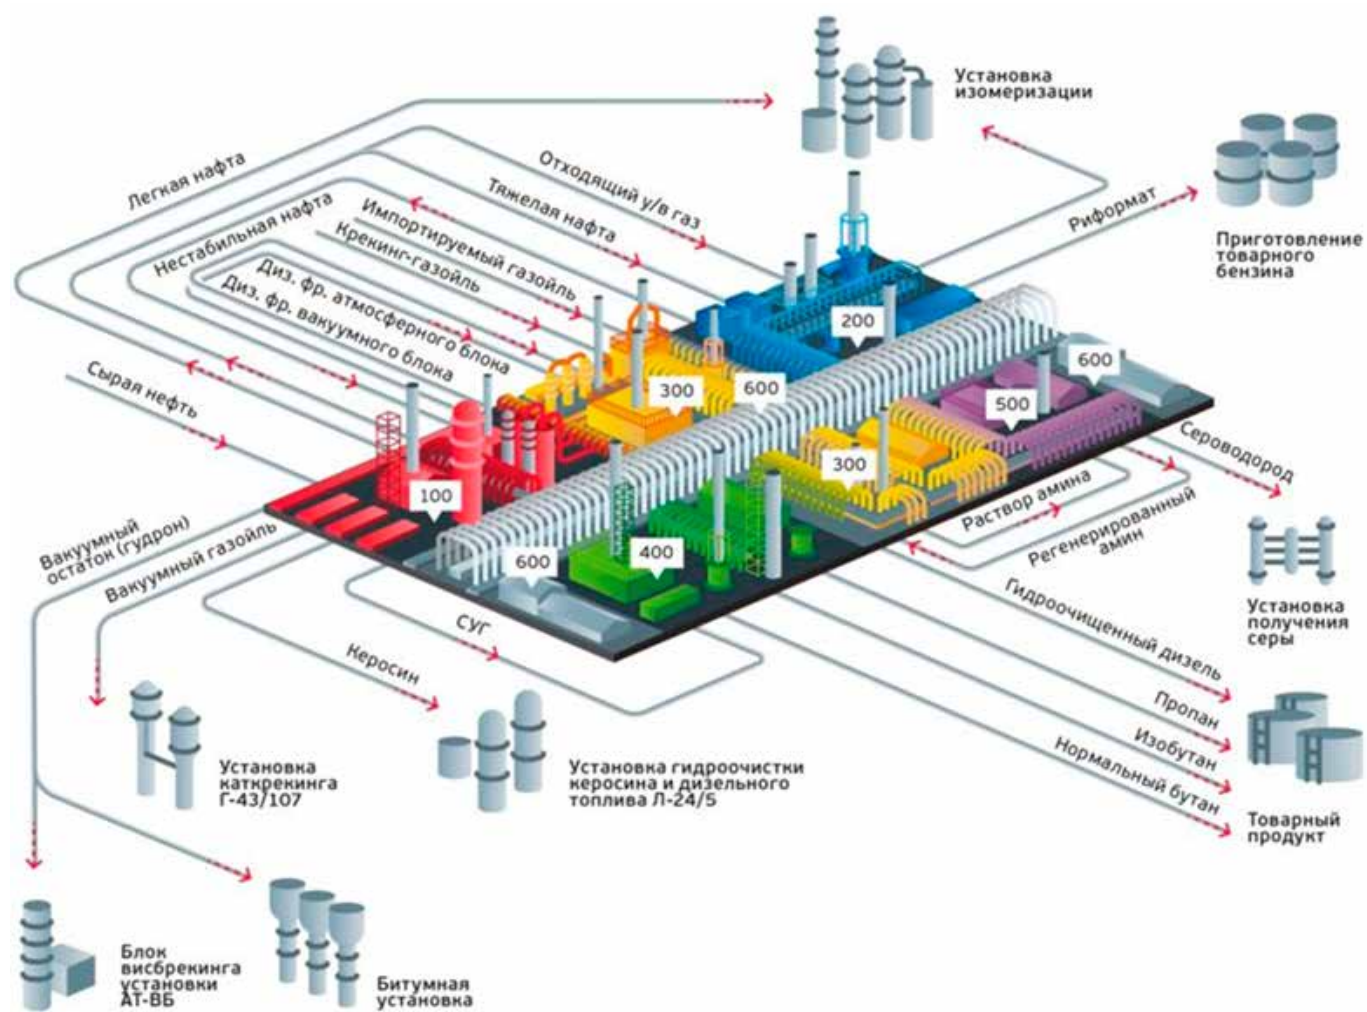 Установка
изомеризации
Легкая нафта
Отходящий у/в газ
Тяжелая нафта
Нестабильная нафта
Импортируемый газойль
Крекинг-газойль
Диз. фр. атмосферного блока
Диз. фр. вакуумного блока
Сырая нефть
Риформат
Приготовление
товарного
бензина
200
600
300
600
500
300
100
400
600
Сероводород
Раствор амина
Регенерированный
амин
Вакуумный
остаток (гудрон)
Вакуумный газойль
СУГ
Керосин
Гидроочищенный дизель
Пропан
Изобутан
Нормальный бутан
Установка
получения
серы
Товарный
продукт
Установка
каткрекинга
Г-43/107
Установка гидроочистки
керосина и дизельного
топлива Л-24/5
Блок
висбрекинга
установки
АТ-ВБ
Битумная
установка